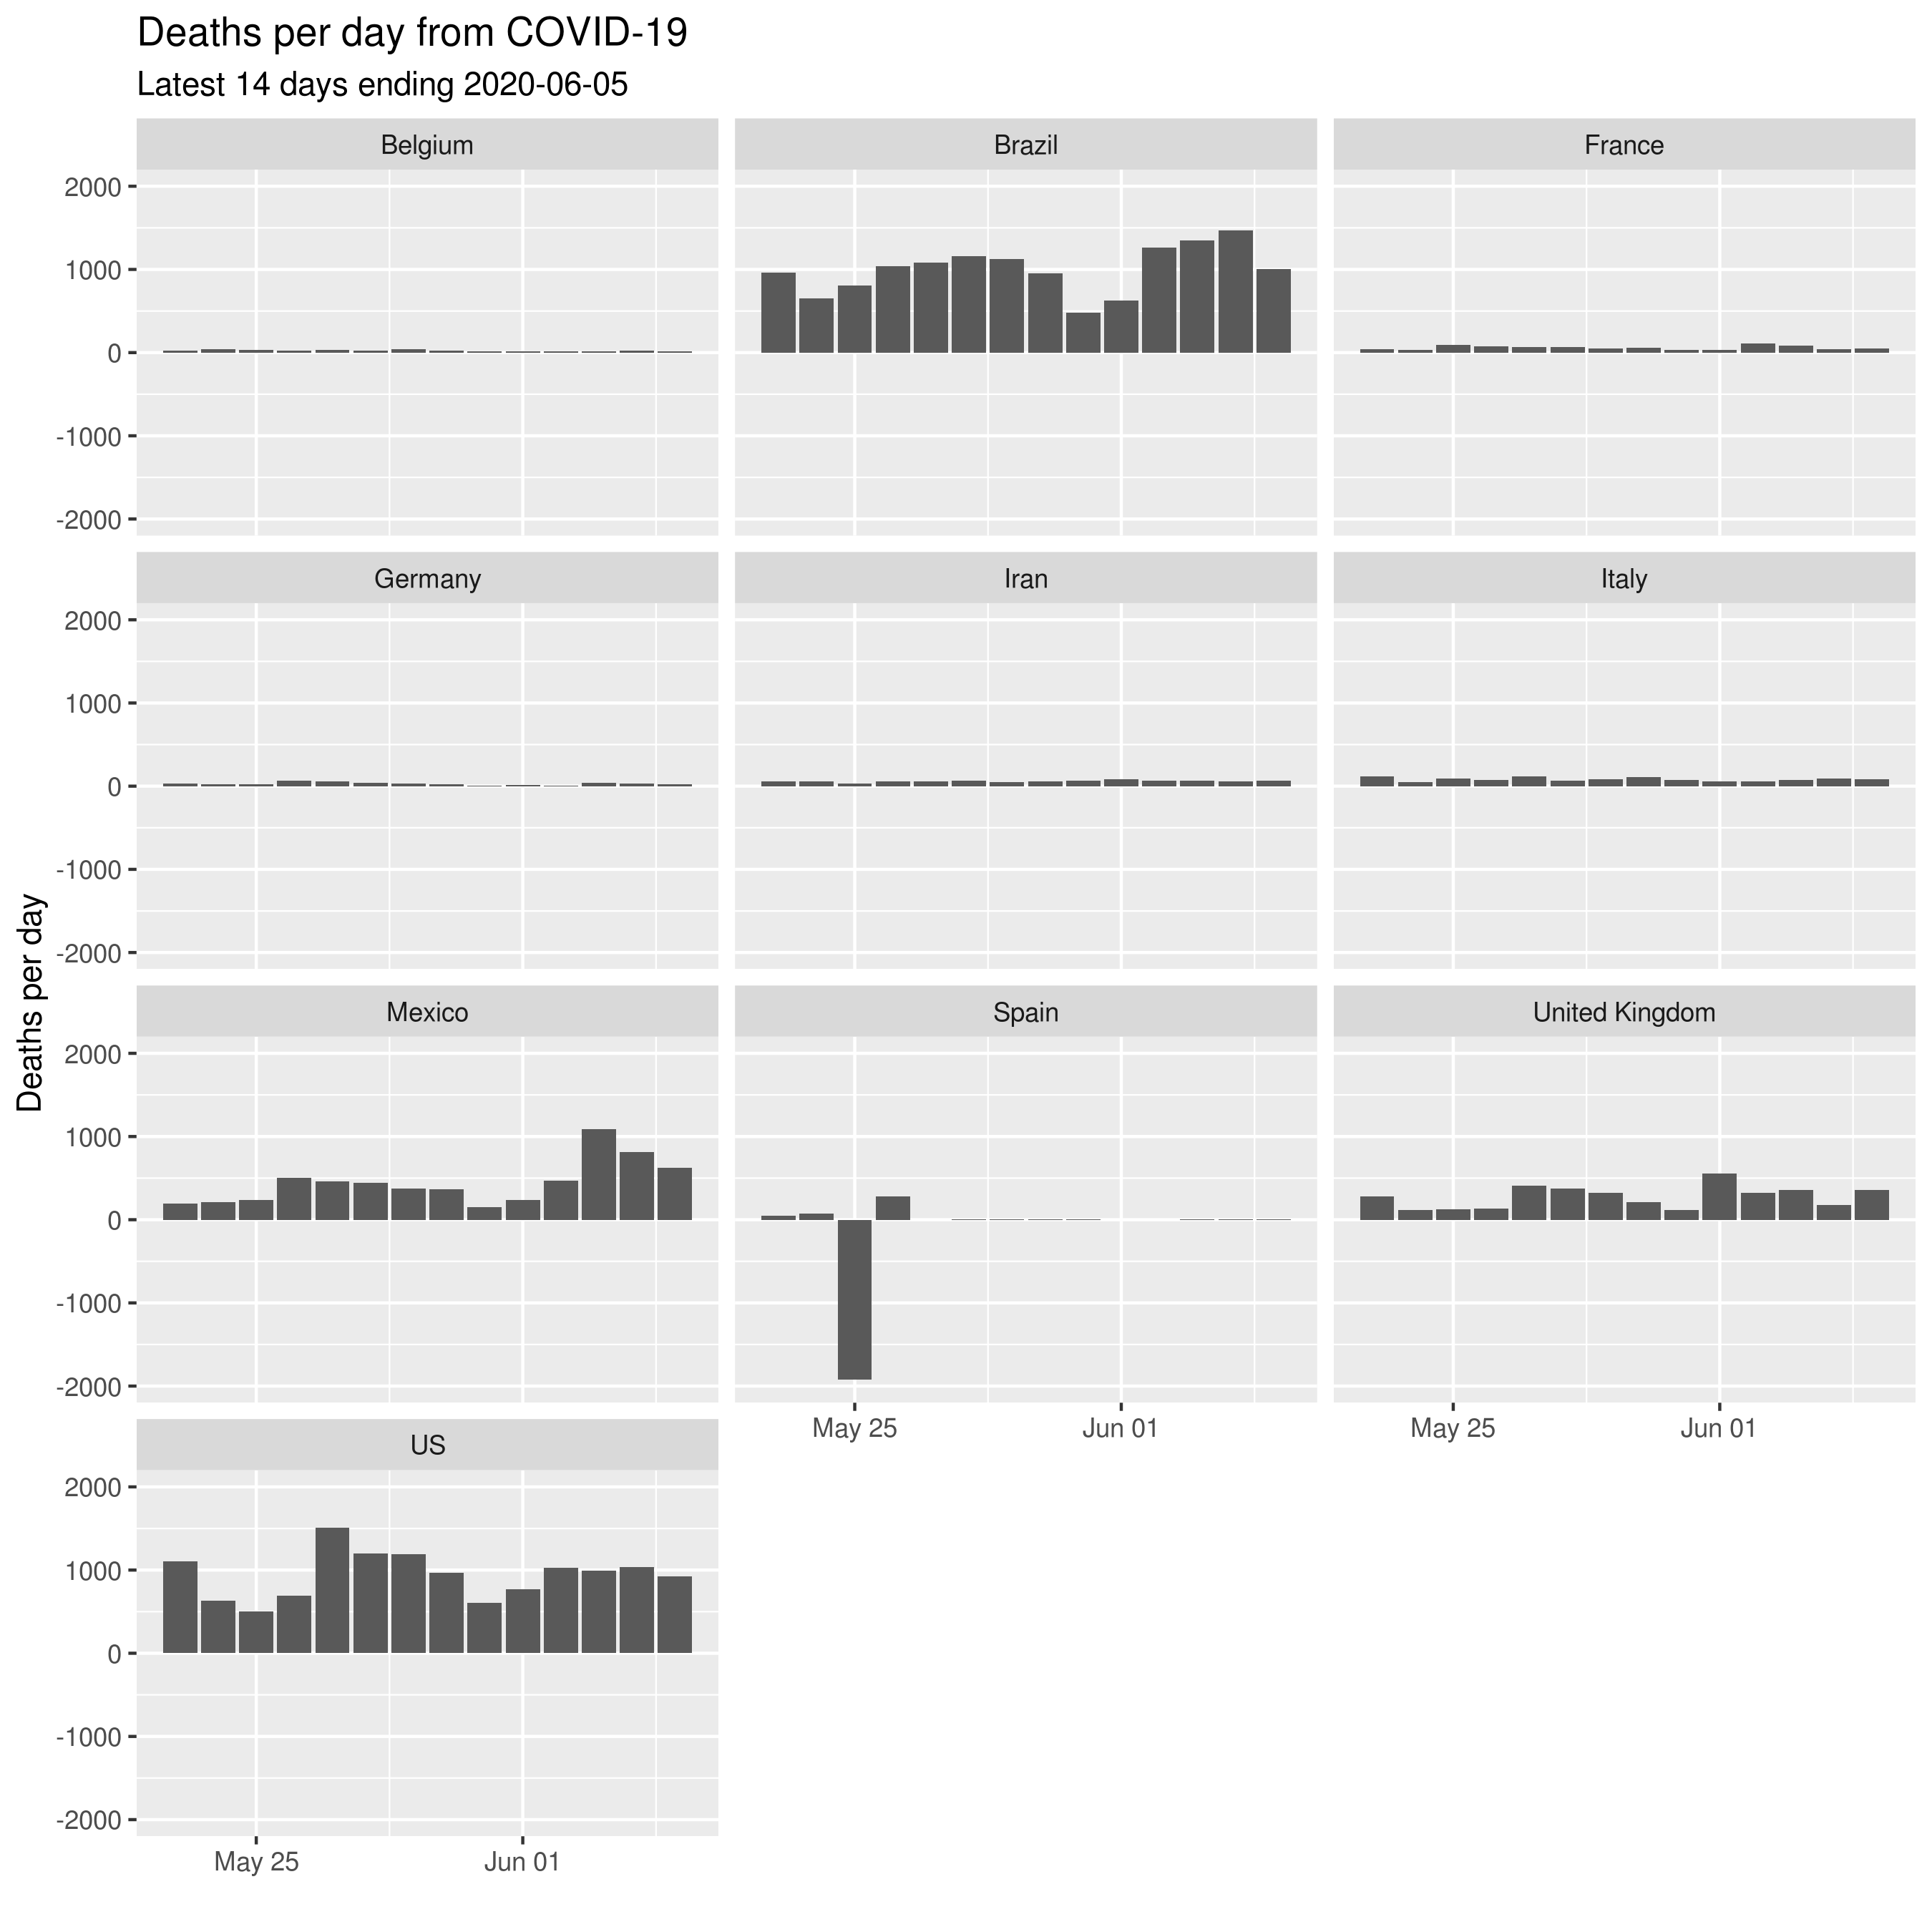 Deaths per day from COVID-19
Latest 14 days ending 2020-06-05
Belgium
Brazil
France
2000
1000
0
-1000
-2000
Germany
Iran
Italy
2000
1000
0
-1000
-2000
Deaths per day
Mexico
Spain
United Kingdom
2000
1000
0
-1000
-2000
May 25
Jun 01
May 25
Jun 01
US
2000
1000
0
-1000
-2000
May 25
Jun 01